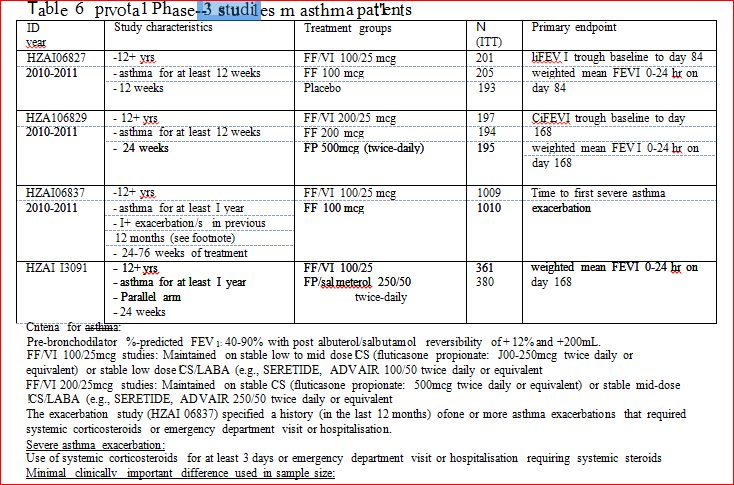 Table 6 pıvota1 Phase--3 studiles m asthma pat'ients
ID year
Study characteristics
Treatment groups
N (ITT)
Primary endpoint
HZAI06827
2010-2011
-12+ yrs
- asthma for at least 12 weeks
- 12 weeks
FF/VI 100/25 mcg
FF 100 mcg
Placebo
201
205
193
liFEV I trough baseline to day 84
weighted mean FEVI 0-24 hr on
day 84
HZA106829
2010-2011
- 12+ yrs
- asthma for at least 12 weeks
- 24 weeks
FF/VI 200/25 mcg
FF 200 mcg
FP 500mcg (twice-daily)
197
194
195
CiFEVI trough baseline to day
168
weighted mean FEV I 0-24 hr on
day 168
HZAI06837
2010-2011
-12+ yrs
- asthma for at least I year
- I+ exacerbation/s in previous
12 months (see footnote)
- 24-76 weeks of treatment
FF/VI 100/25 mcg
FF 100 mcg
1009
1010
Time to first severe asthma
exacerbation
HZAI I3091
- 12+ yrs
- asthma for at least I year
- Parallel arm
- 24 weeks
FF/VI 100/25
FP/sal meterol 250/50
twice-daily
361
380
weighted mean FEVI 0-24 hr on
day 168
Cntena for asthma:
Pre-bronchodilator %-predicted FEV 1: 40-90% with post albuterol/salbutamol reversibility of + 12% and +200mL.
FF/VI 100/25mcg studies: Maintained on stable low to mid dose CS (fluticasone propionate: J00-250mcg twice daily or
equivalent) or stable low dose CS/LABA (e.g., SERETIDE, ADVAIR 100/50 twice daily or equivalent
FF/VI 200/25mcg studies: Maintained on stable CS (fluticasone propionate: 500mcg twice daily or equivalent) or stable mid-dose
ICS/LABA (e.g., SERETIDE, ADVAIR 250/50 twice daily or equivalent
The exacerbation study (HZAI 06837) specified a history (in the last 12 months) ofone or more asthma exacerbations that required
systemic corticosteroids or emergency department visit or hospitalisation.
Severe asthma exacerbation:
Use of systemic corticosteroids for at least 3 days or emergency department visit or hospitalisation requiring systemic steroids
Minimal clinically important difference used in sample size: